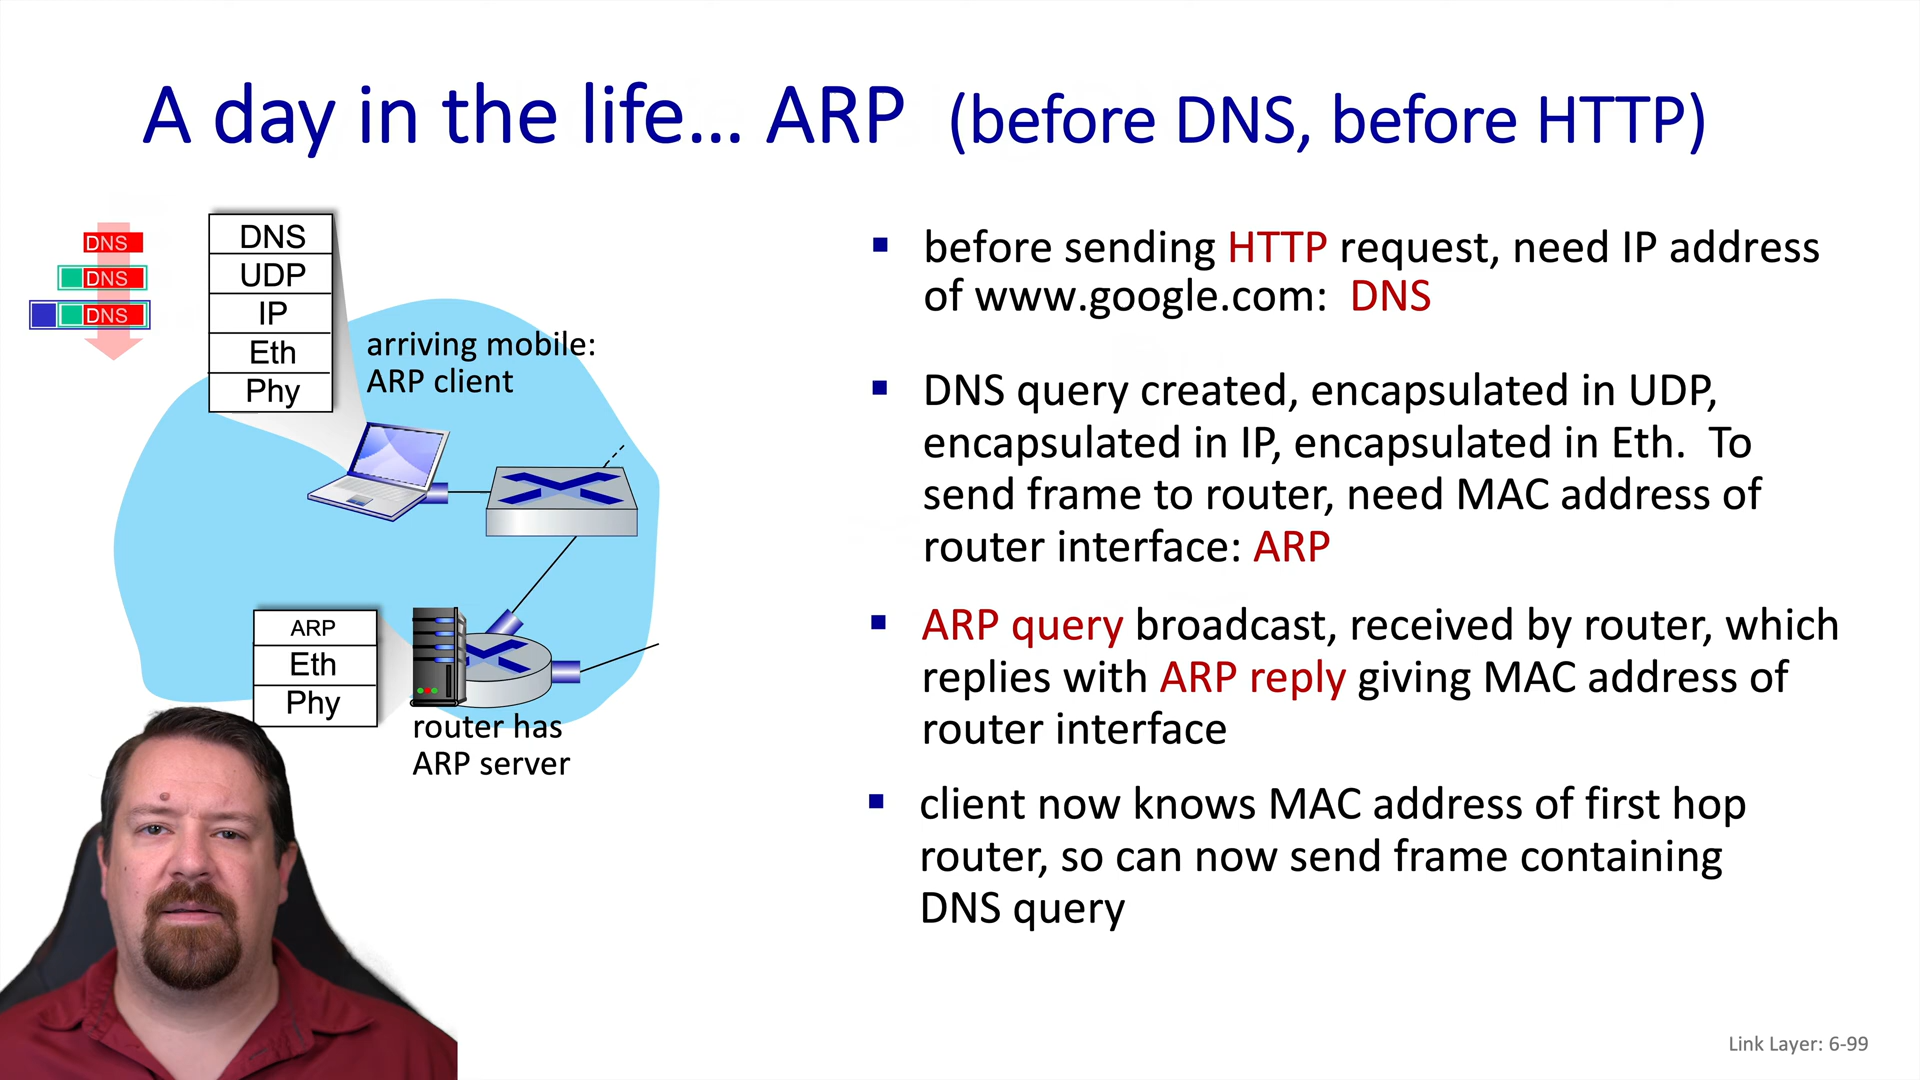 A day in the life… ARP (before DNS, before HTTP)
DNS
DNS
DNS
DNS
UDP
IP
Eth
Phy
arriving mobile:
ARP client
ARP
Eth
Phy
router has
ARP server
▪ before sending HTTP request, need IP address
of www.google.com: DNS
▪ DNS query created, encapsulated in UDP,
encapsulated in IP, encapsulated in Eth. To
send frame to router, need MAC address of
router interface: ARP
▪ ARP query broadcast, received by router, which
replies with ARP reply giving MAC address of
router interface
▪ client now knows MAC address of first hop
router, so can now send frame containing
DNS query
Link Layer: 6-99